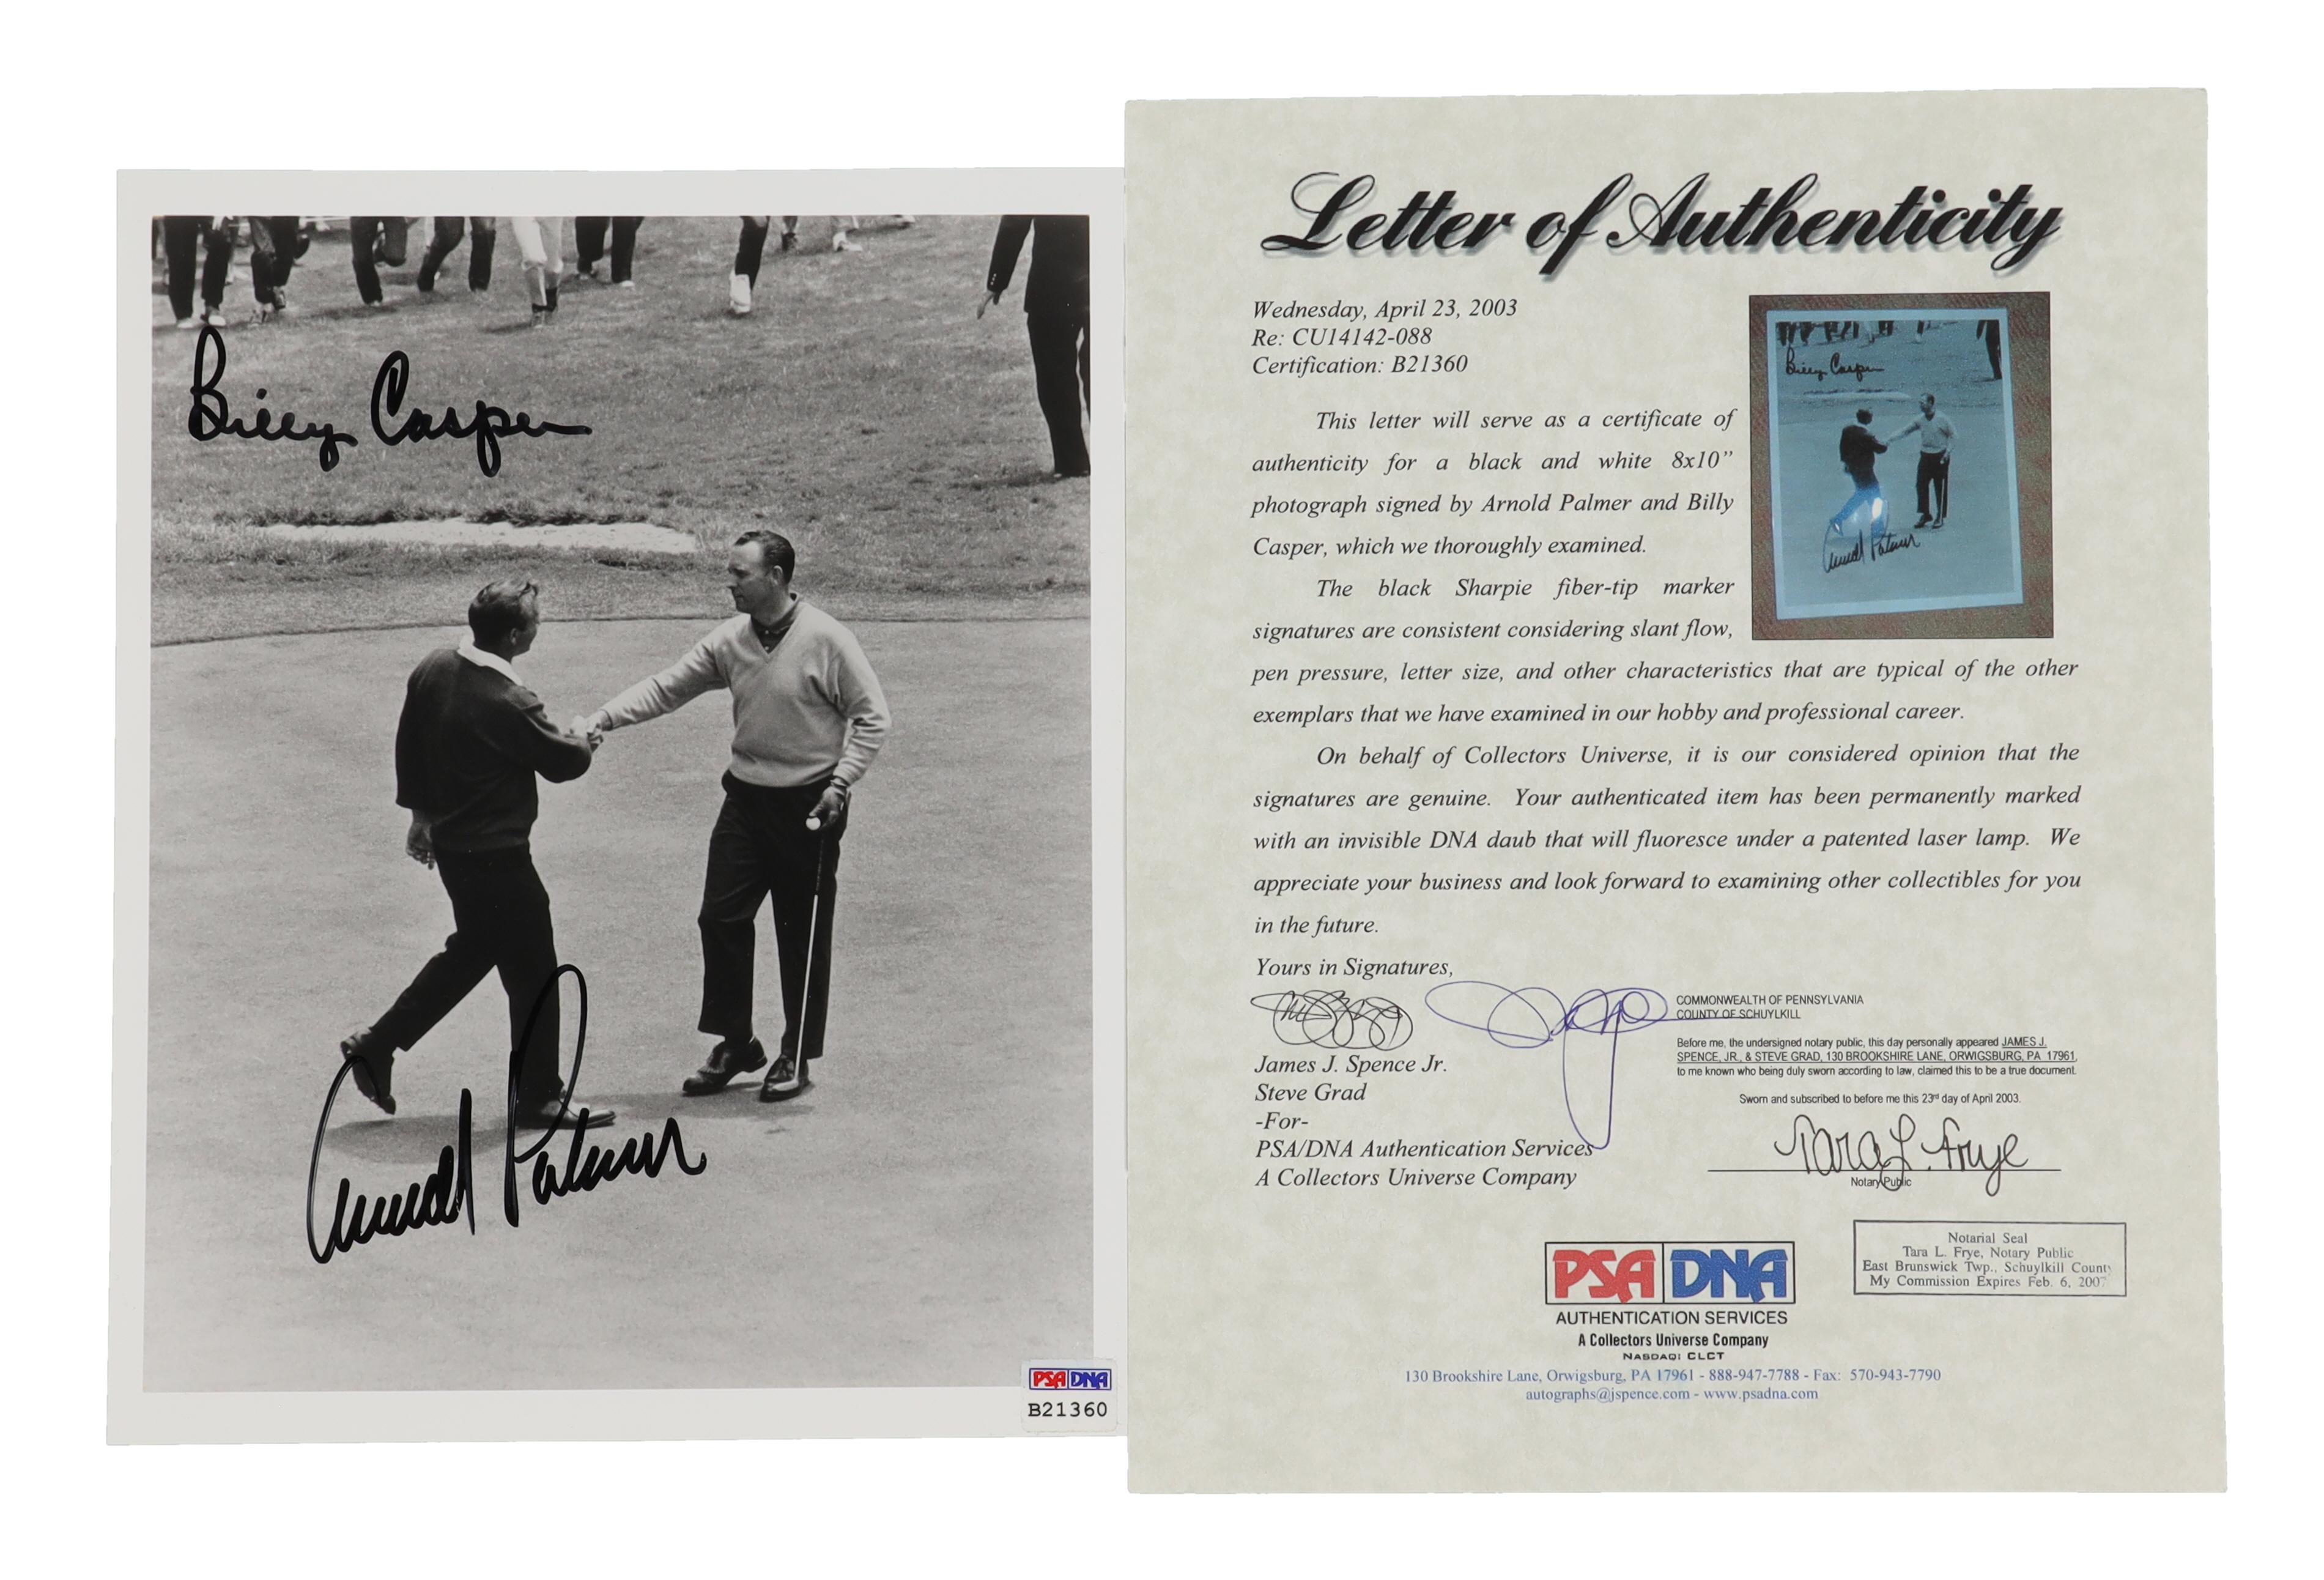 Billy Casper
Arnold Palmer
PSA DNA
B21360
Letter of Authenticity
Wednesday, April 23, 2003
Re: CU14142-088
Certification: B21360
This letter will serve as a certificate of
authenticity for a black and white 8x10”
photograph signed by Arnold Palmer and Billy
Casper, which we thoroughly examined.
The black Sharpie fiber-tip marker
signatures are consistent considering slant flow,
pen pressure, letter size, and other characteristics that are typical of the other
exemplars that we have examined in our hobby and professional career.
On behalf of Collectors Universe, it is our considered opinion that the
signatures are genuine. Your authenticated item has been permanently marked
with an invisible DNA daub that will fluoresce under a patented laser lamp. We
appreciate your business and look forward to examining other collectibles for you
in the future.
Yours in Signatures,
James J. Spence Jr.
Steve Grad
-For-
PSA/DNA Authentication Services
A Collectors Universe Company
Billy Casper
Arnold Palmer
COMMONWEALTH OF PENNSYLVANIA
COUNTY OF SCHUYLKILL
Before me, the undersigned notary public, this day personally appeared JAMES J.
SPENCE, JR., & STEVE GRAD, 130 BROOKSHIRE LANE, ORWIGSBURG, PA 17961,
to me known who being duly sworn according to law, claimed this to be a true document.
Sworn and subscribed to before me this 23rd day of April 2003.
Tara L. Frye
Notary Public
Notarial Seal
Tara L. Frye, Notary Public
East Brunswick Twp., Schuylkill County
My Commission Expires Feb. 6, 2007
PSA DNA
AUTHENTICATION SERVICES
A Collectors Universe Company
NASDAQ: CLCT
130 Brookshire Lane, Orwigsburg, PA 17961 - 888-947-7788 - Fax: 570-943-7790
autographs@jspence.com - www.psadna.com